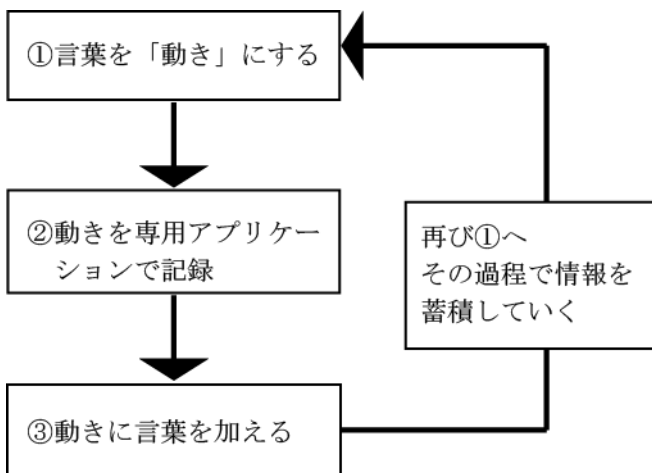 ①言葉を「動き」にする
②動きを専用アプリケー
ションで記録
③動きに言葉を加える
再び①へ
その過程で情報を
蓄積していく